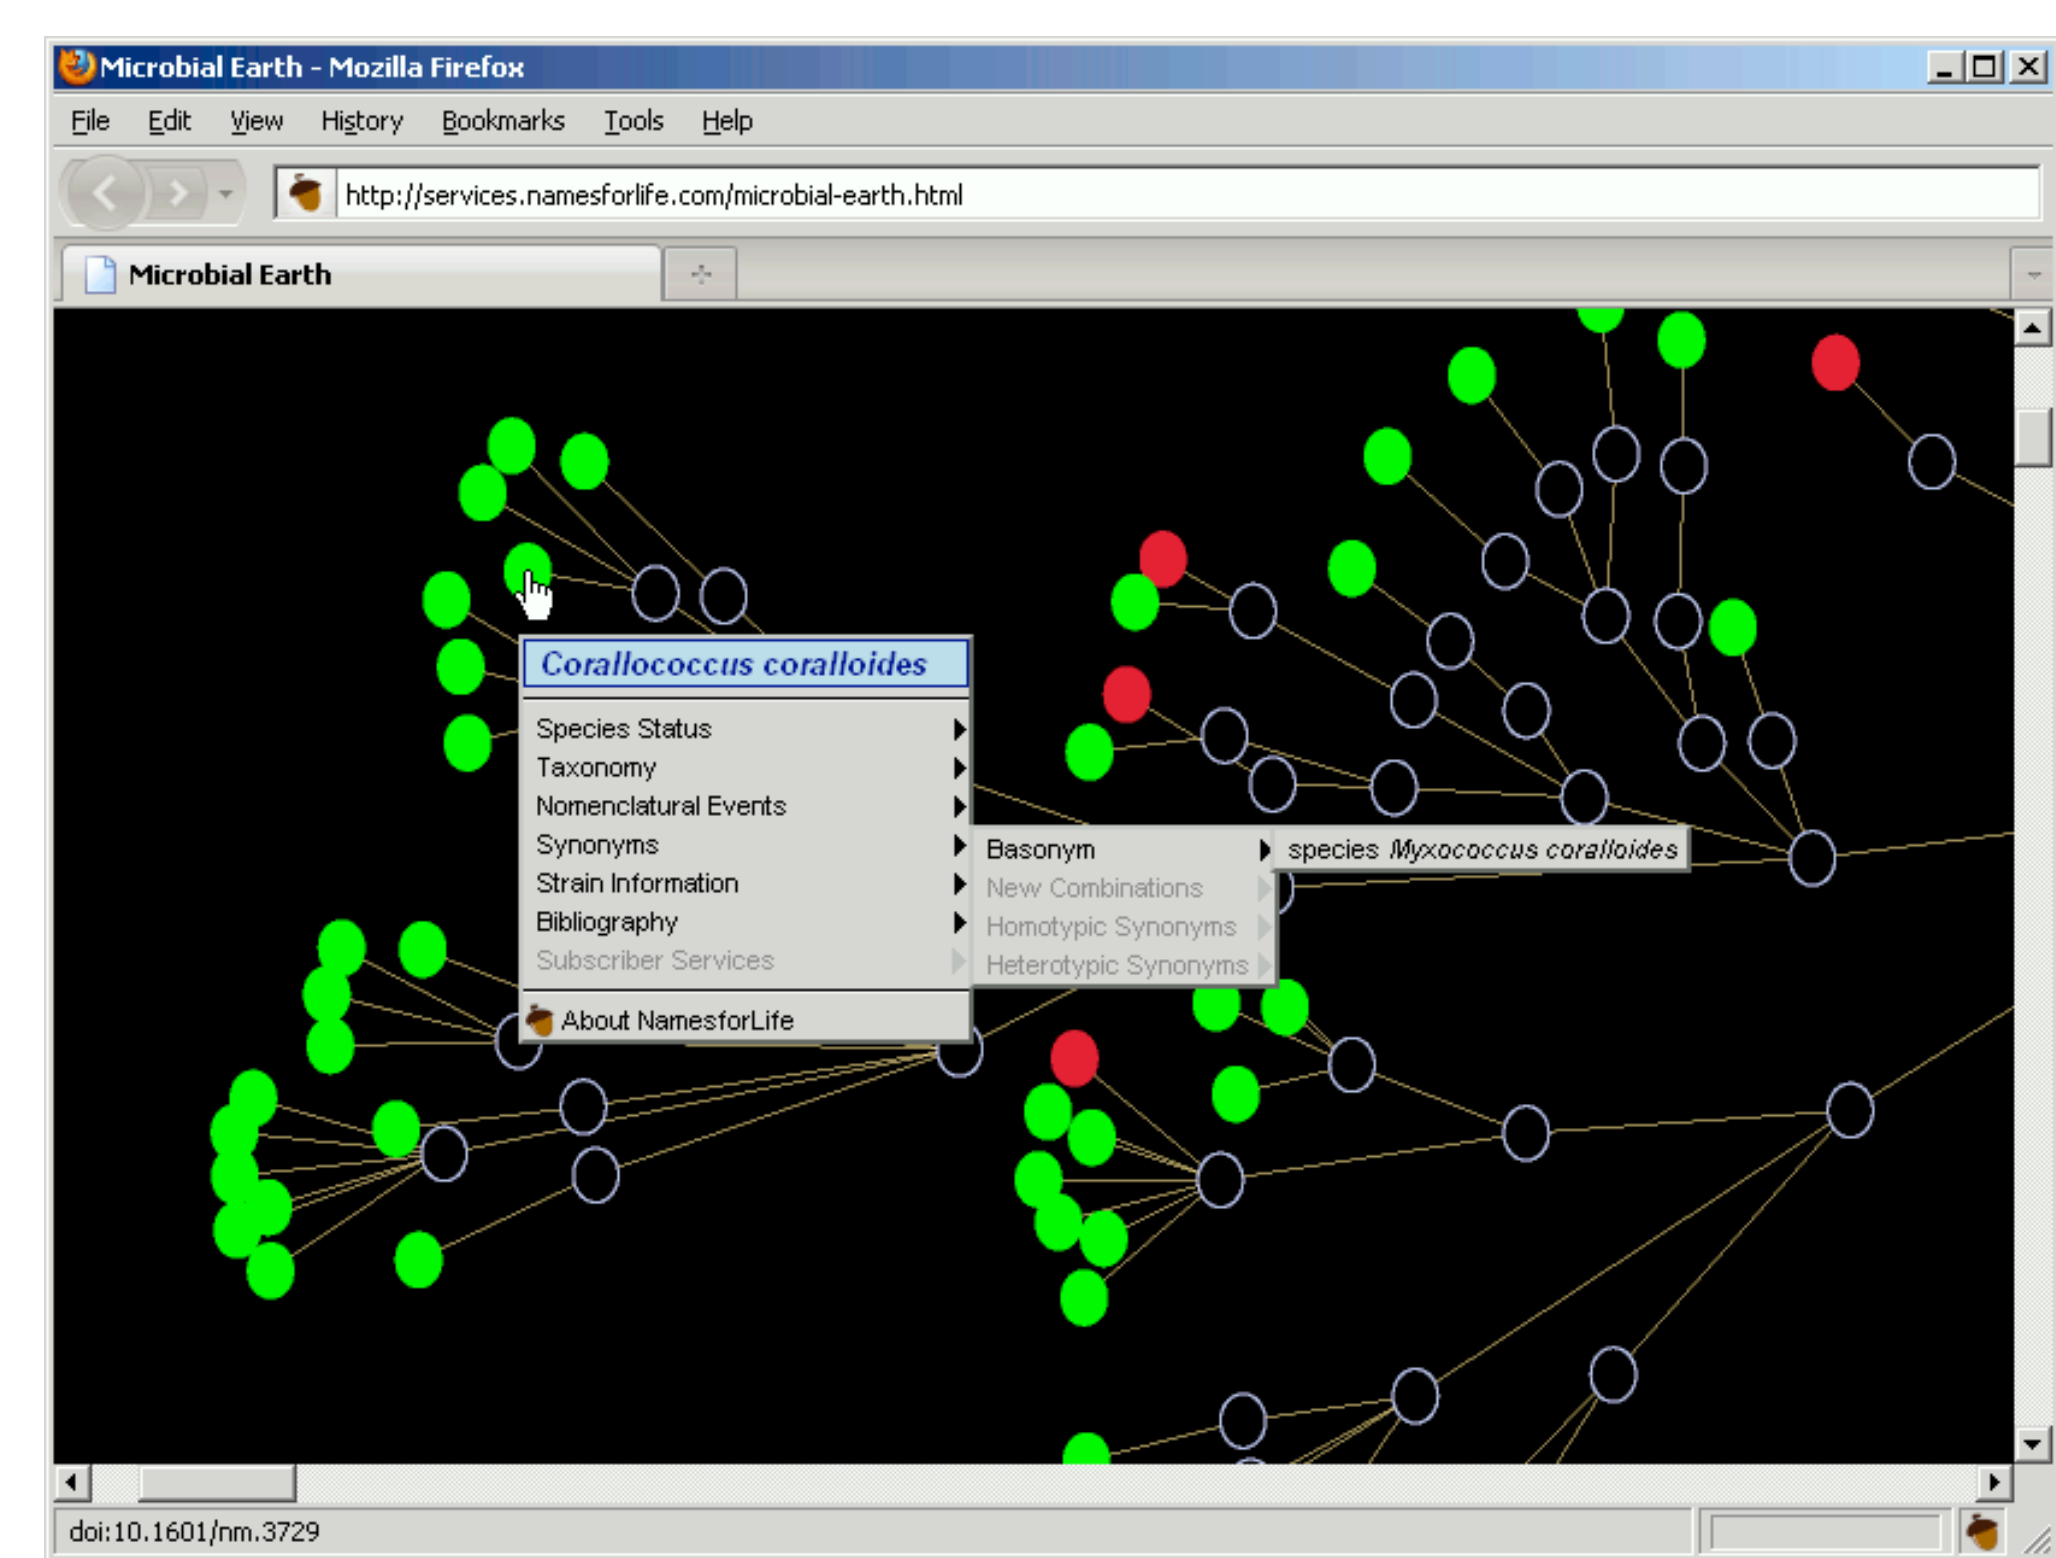 Microbial Earth - Mozilla Firefox
File Edit View History Bookmarks Tools Help
http://services.namesforlife.com/microbial-earth.html
Microbial Earth
Corallococcus coralloides
Species Status
Taxonomy
Nomenclatural Events
Synonyms
Basonym
species Myxococcus coralloides
Strain Information
New Combinations
Bibliography
Homotypic Synonyms
Subscriber Services
Heterotypic Synonyms
About NamesforLife
doi:10.1601/nm.3729